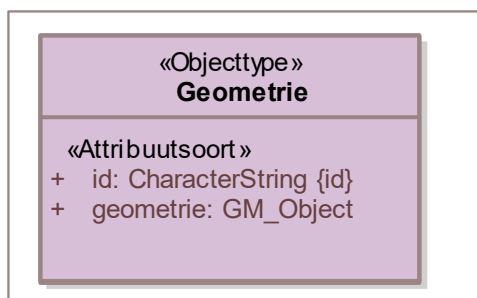 «Objecttype»
Geometrie
«Attribuutsoort»
+ id: CharacterString {id}
+ geometrie: GM_Object